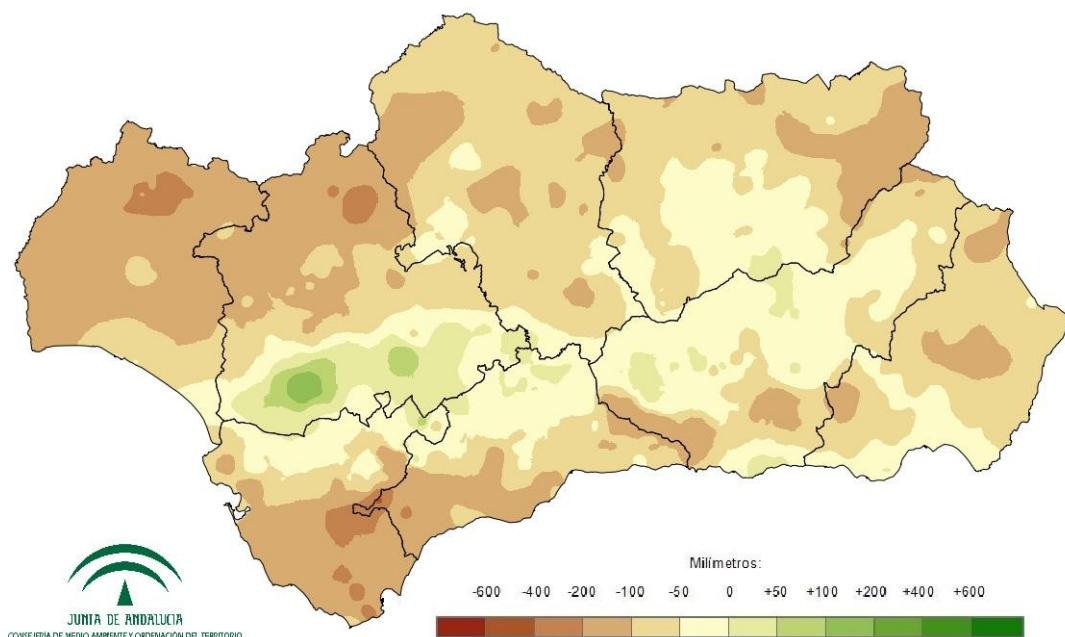 Milímetros:
-600 -400 -200 -100 -50 0 +50 +100 +200 +400 +600
JUNTA DE ANDALUCIA
CONSEJERÍA DE MEDIO AMBIENTE Y ORDENACIÓN DEL TERRITORIO